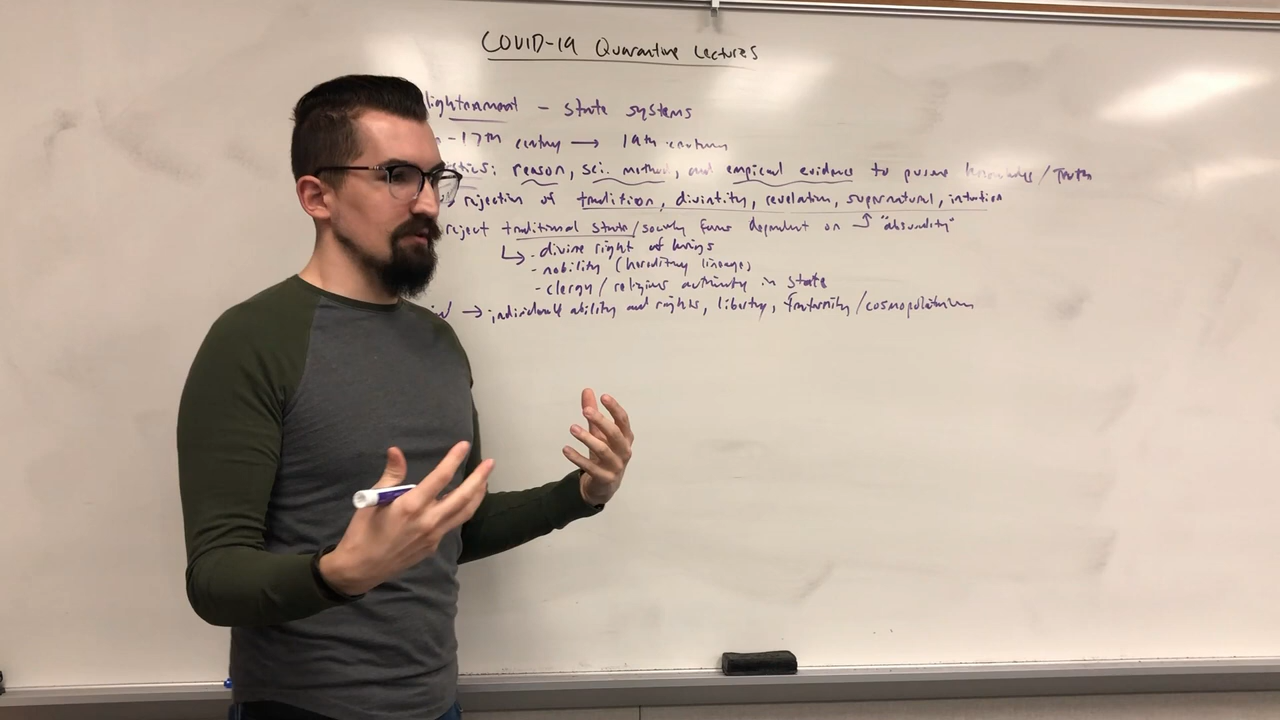 COVID-19 Quarantine Lectures
lightenment - state systems
-17th century → 19th century
stics: reason, sci. method, and empirical evidence to pursue knowledge/Truth
rejection of tradition, divinity, revelation, supernatural, intuition
reject traditional state/society forms dependent on ↑ "absurdity"
↳ - divine right of kings
- nobility (hereditary lineage)
- clergy/religious authority in state
→ individual ability and rights, liberty, fraternity/cosmopolitanism